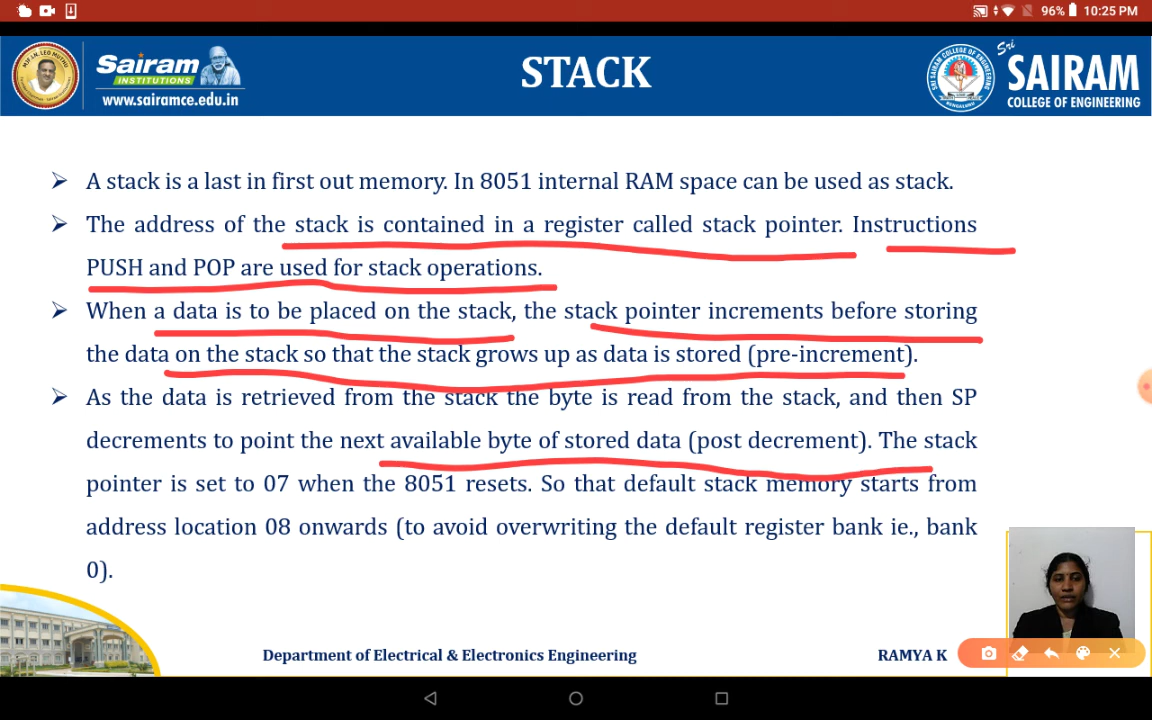 96% 10:25 PM
Sairam
INSTITUTIONS
www.sairamce.edu.in
STACK
Sri
SAIRAM
COLLEGE OF ENGINEERING
A stack is a last in first out memory. In 8051 internal RAM space can be used as stack.
The address of the stack is contained in a register called stack pointer. Instructions
PUSH and POP are used for stack operations.
When a data is to be placed on the stack, the stack pointer increments before storing
the data on the stack so that the stack grows up as data is stored (pre-increment).
As the data is retrieved from the stack the byte is read from the stack, and then SP
decrements to point the next available byte of stored data (post decrement). The stack
pointer is set to 07 when the 8051 resets. So that default stack memory starts from
address location 08 onwards (to avoid overwriting the default register bank ie., bank
0).
Department of Electrical & Electronics Engineering
RAMYA K